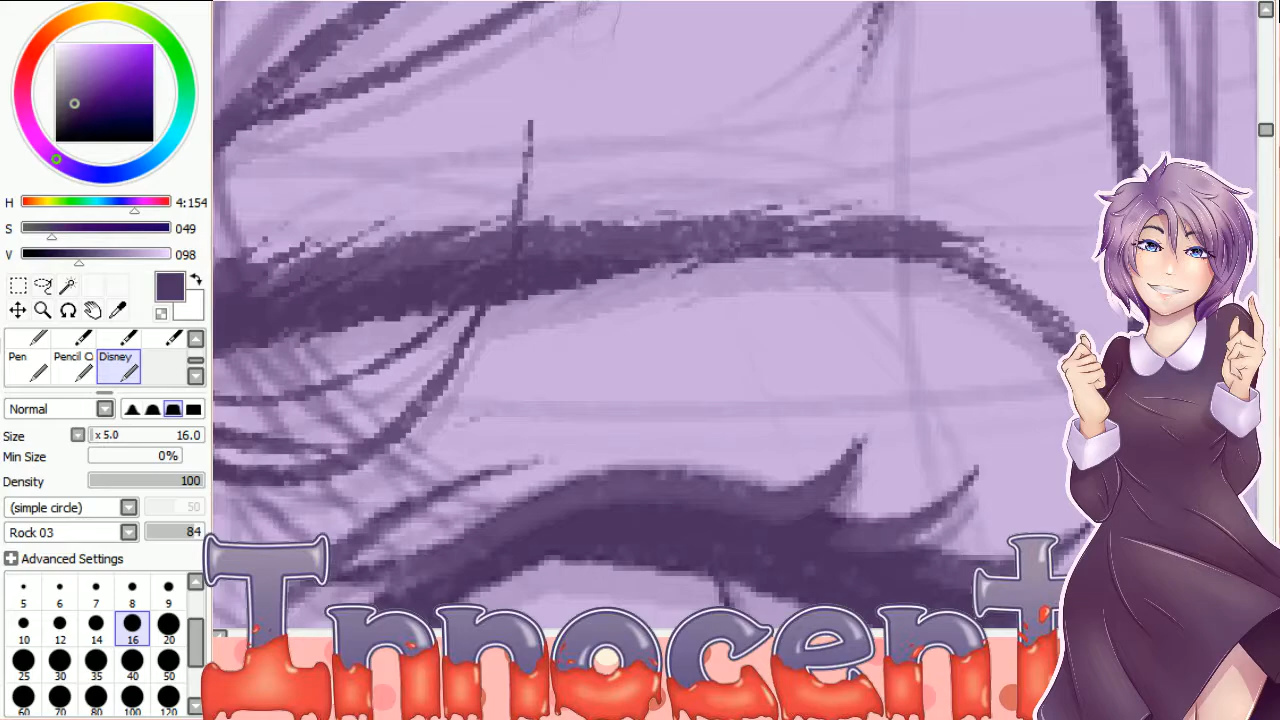 H 4:154
S 049
V 098
Pen Pencil O Disney
Normal
Size x 5.0 16.0
Min Size 0%
Density 100
(simple circle) 50
Rock 03 84
Advanced Settings
5 6 7 8 9
10 12 14 16 20
25 30 35 40 50
60 70 80 100 120
Innocent